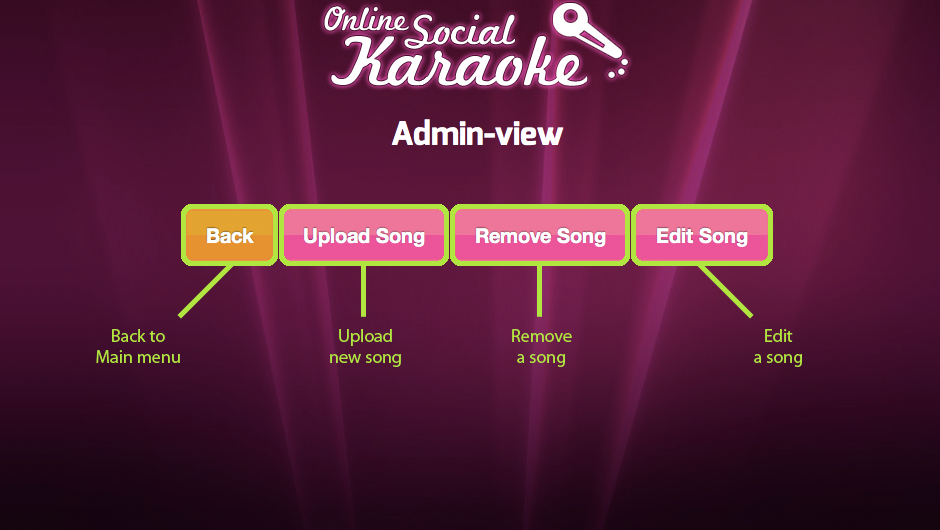 Online Social
Karaoke
Admin-view
Back Upload Song Remove Song Edit Song
Back to
Main menu
Upload
new song
Remove
a song
Edit
a song